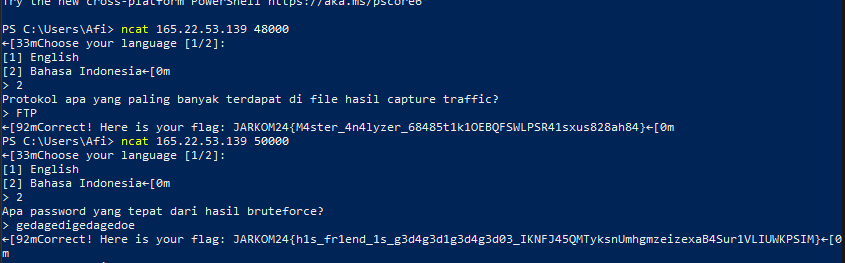 Try the new cross-platform PowerShell https://aka.ms/pscore6
PS C:\Users\Afi> ncat 165.22.53.139 48000
←[33mChoose your language [1/2]:
[1] English
[2] Bahasa Indonesia←[0m
> 2
Protokol apa yang paling banyak terdapat di file hasil capture traffic?
> FTP
←[92mCorrect! Here is your flag: JARKOM24{M4ster_4n4lyzer_68485t1k1OEBQFSWLPSR41sxus828ah84}←[0m
PS C:\Users\Afi> ncat 165.22.53.139 50000
←[33mChoose your language [1/2]:
[1] English
[2] Bahasa Indonesia←[0m
> 2
Apa password yang tepat dari hasil bruteforce?
> gedagedigedagedoe
←[92mCorrect! Here is your flag: JARKOM24{h1s_fr1end_1s_g3d4g3d1g3d4g3d03_IKNFJ45QMTyksnUmhgmzeizexaB4Sur1VLIUWKPSIM}←[0
m